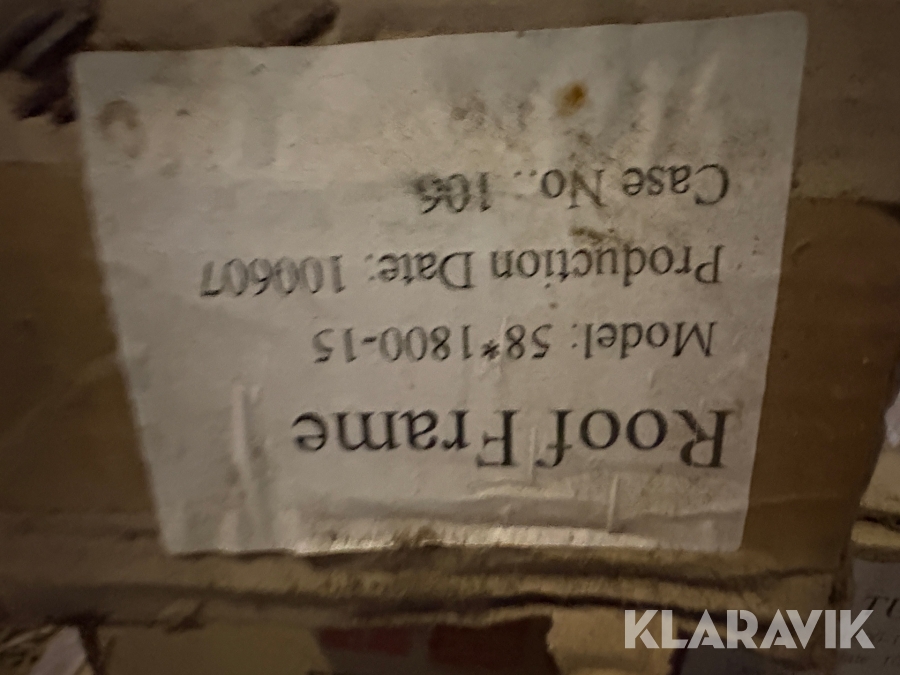 Roof Frame
Model: 58*1800-15
Production Date: 100607
Case No.: 106
KLARAVIK